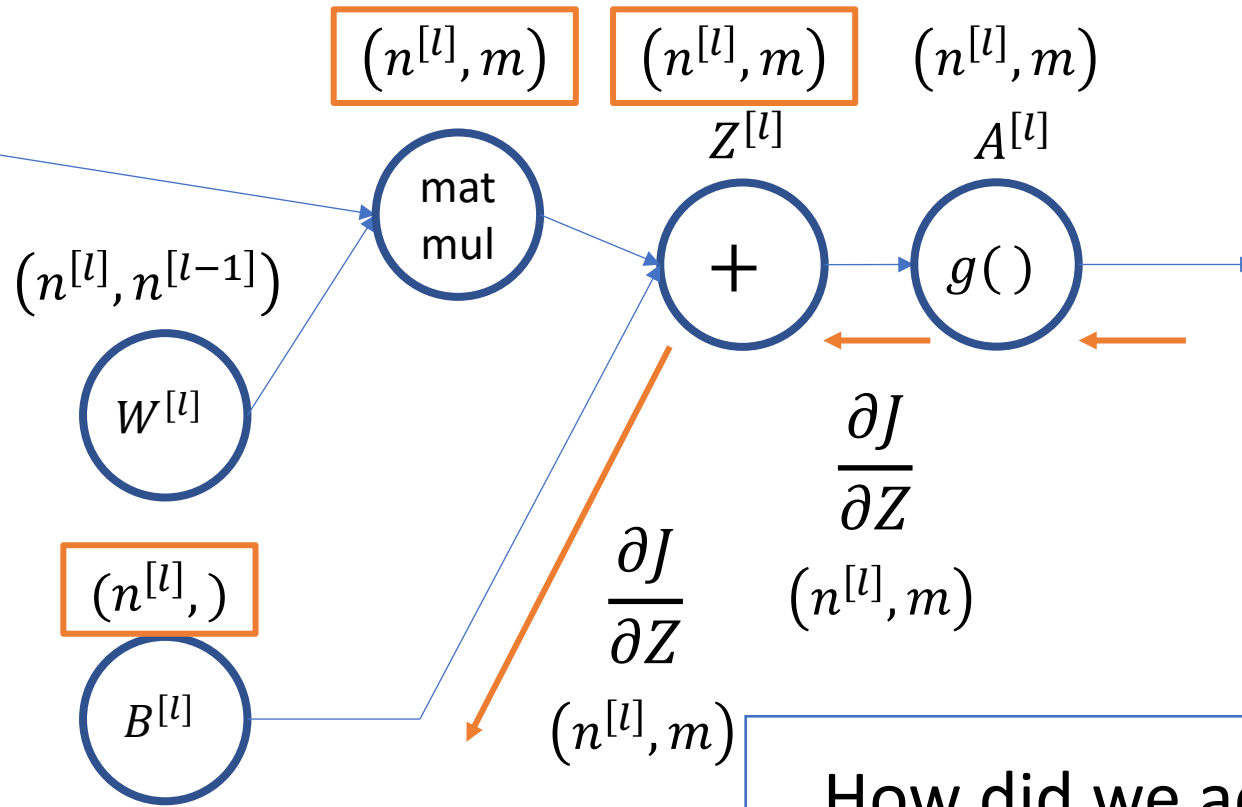 (n^[l], m) (n^[l], m) (n^[l], m)
Z^[l] A^[l]
mat
mul
+
g( )
(n^[l], n^[l−1])
W^[l]
∂J
∂Z
(n^[l], m)
∂J
∂Z
(n^[l], m)
(n^[l], )
B^[l]
How did we a